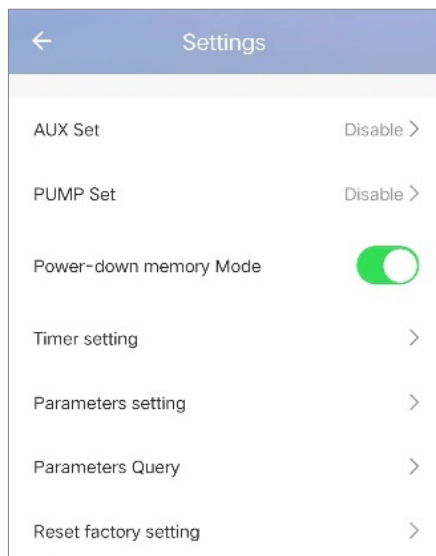 Settings
AUX Set Disable
PUMP Set Disable
Power-down memory Mode
Timer setting
Parameters setting
Parameters Query
Reset factory setting